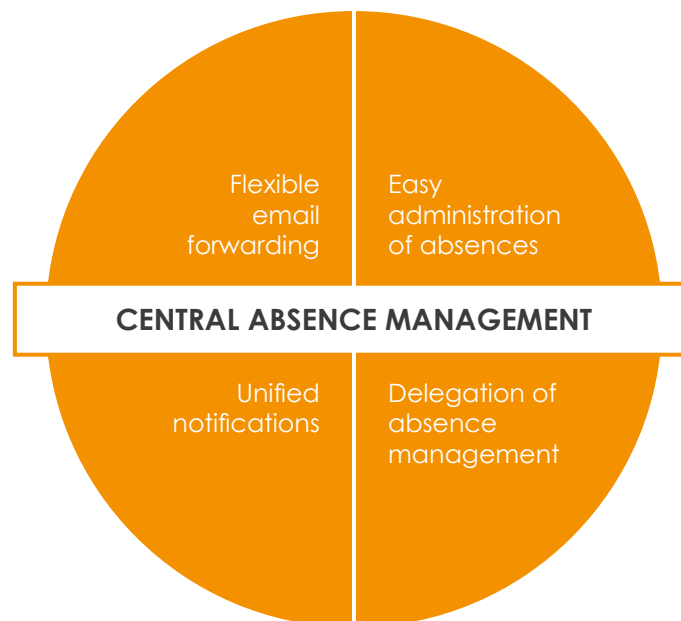 Flexible
email
forwarding
Easy
administration
of absences
CENTRAL ABSENCE MANAGEMENT
Unified
notifications
Delegation of
absence
management